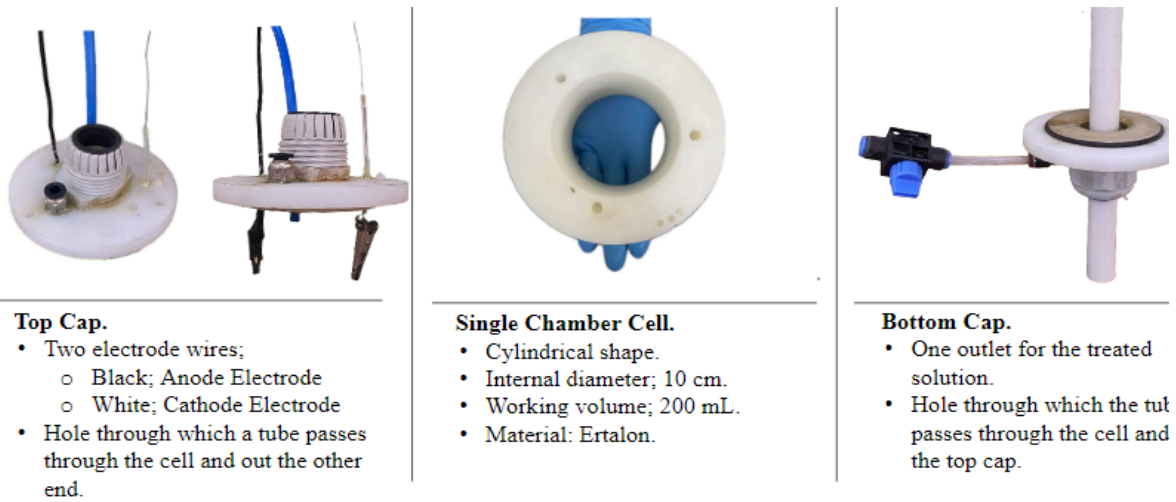 Top Cap.
• Two electrode wires;
o Black; Anode Electrode
o White; Cathode Electrode
• Hole through which a tube passes
through the cell and out the other
end.
Single Chamber Cell.
• Cylindrical shape.
• Internal diameter; 10 cm.
• Working volume; 200 mL.
• Material: Ertalon.
Bottom Cap.
• One outlet for the treated
solution.
• Hole through which the tub
passes through the cell and
the top cap.